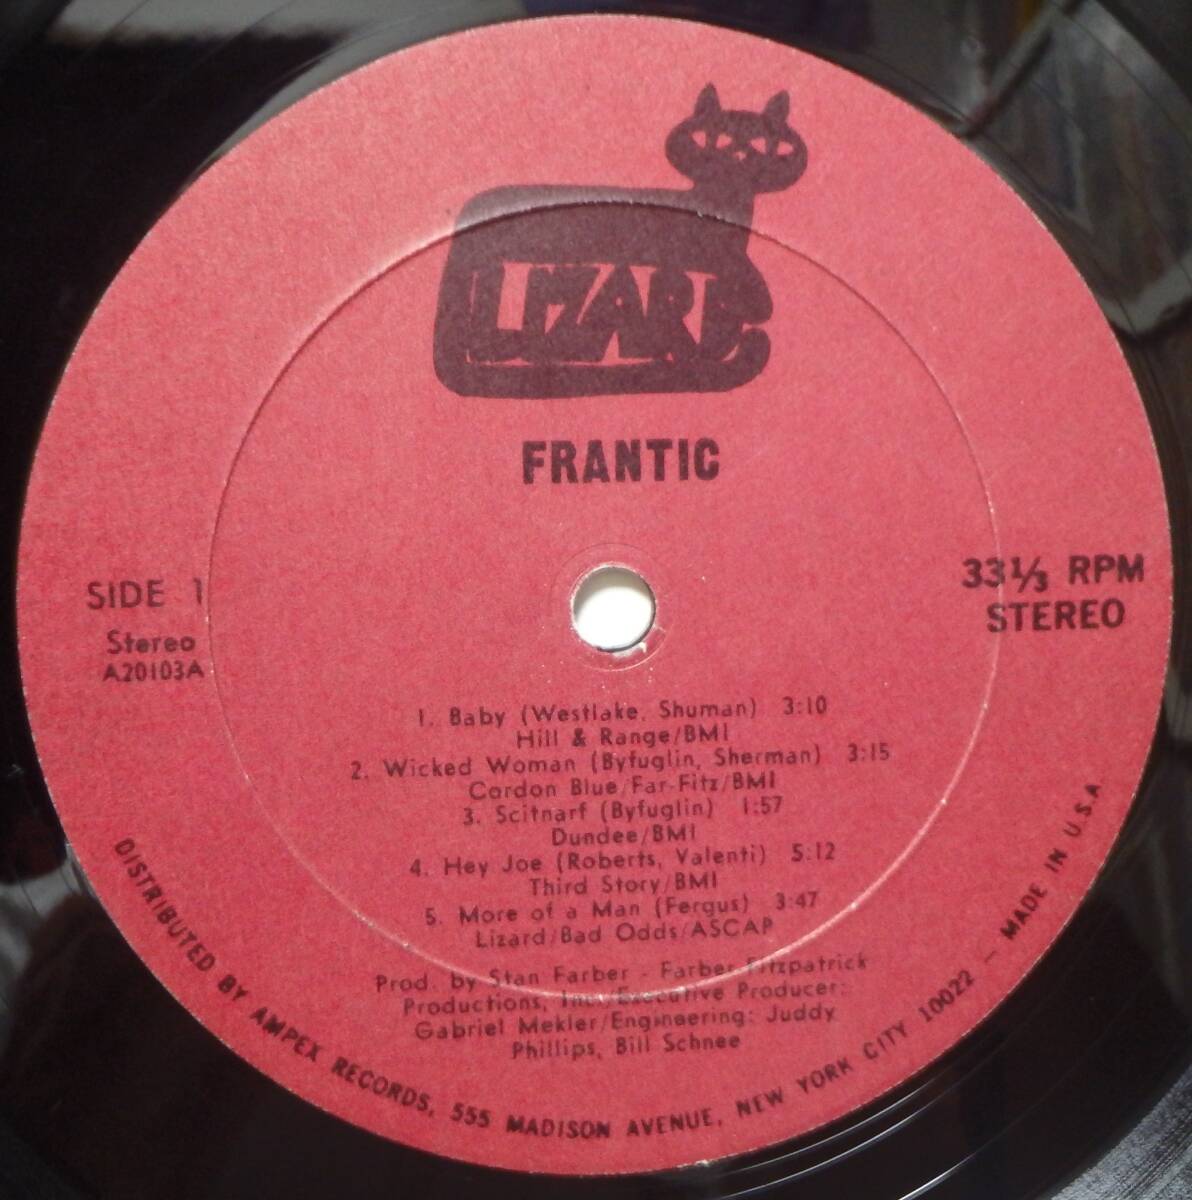 LIZARD
FRANTIC
SIDE 1
Stereo
A20103A
33⅓ RPM
STEREO
1. Baby (Westlake, Shuman) 3:10
Hill & Range/BMI
2. Wicked Woman (Byfuglin, Sherman) 3:15
Cordon Blue/Far-Fitz/BMI
3. Scitnarf (Byfuglin) 1:57
Dundee/BMI
4. Hey Joe (Roberts, Valenti) 5:12
Third Story/BMI
5. More of a Man (Fergus) 3:47
Lizard/Bad Odds/ASCAP
Prod. by Stan Farber - Farber Fitzpatrick
Productions, Inc./Executive Producer:
Gabriel Mekler/Engineering: Juddy
Phillips, Bill Schnee
DISTRIBUTED BY AMPEX RECORDS, 555 MADISON AVENUE, NEW YORK CITY 10022 – MADE IN U.S.A